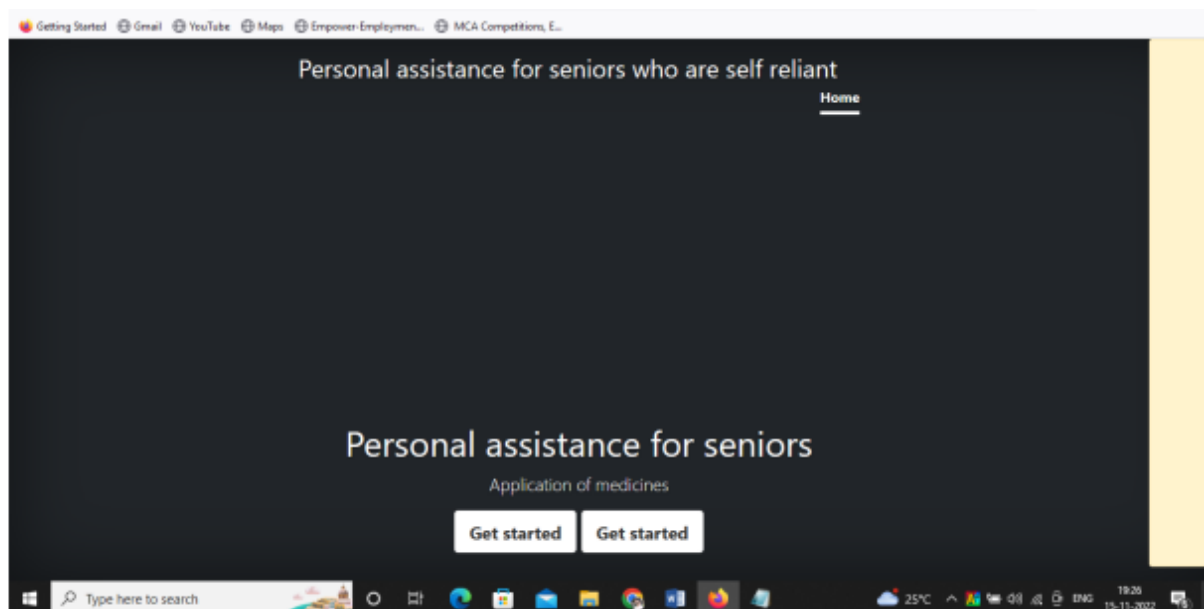 Getting Started Gmail YouTube Maps Empower-Employmen... MCA Competitions, E...
Personal assistance for seniors who are self reliant
Home
Personal assistance for seniors
Application of medicines
Get started Get started
Type here to search 25°C ENG 19:26
15-11-2022